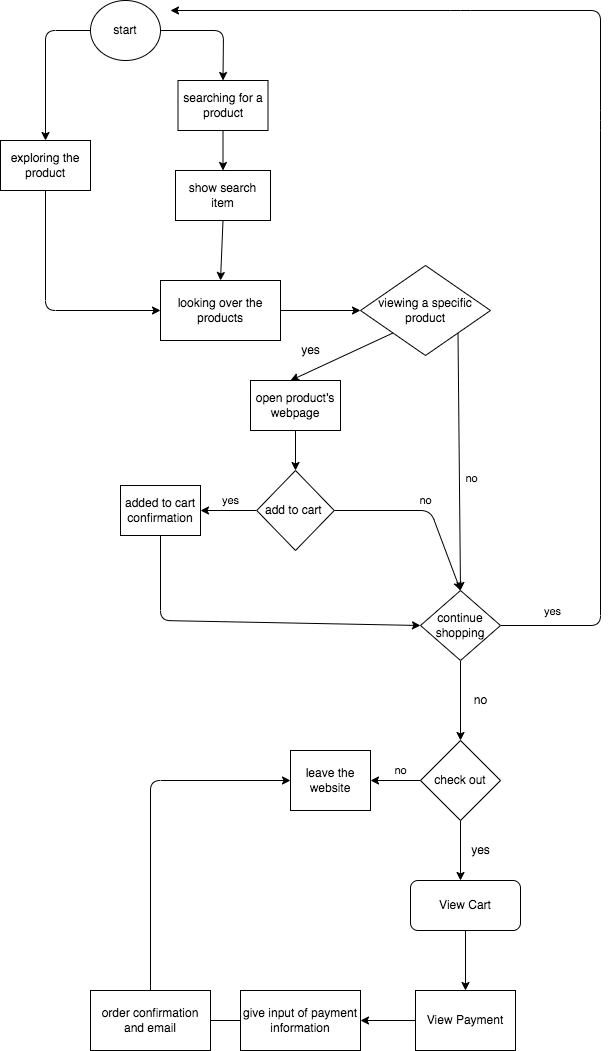 start
searching for a
product
exploring the
product
show search
item
looking over the
products
viewing a specific
product
yes
open product's
webpage
no
added to cart
confirmation
yes
add to cart
no
continue
shopping
yes
no
leave the
website
no
check out
yes
View Cart
order confirmation
and email
give input of payment
information
View Payment